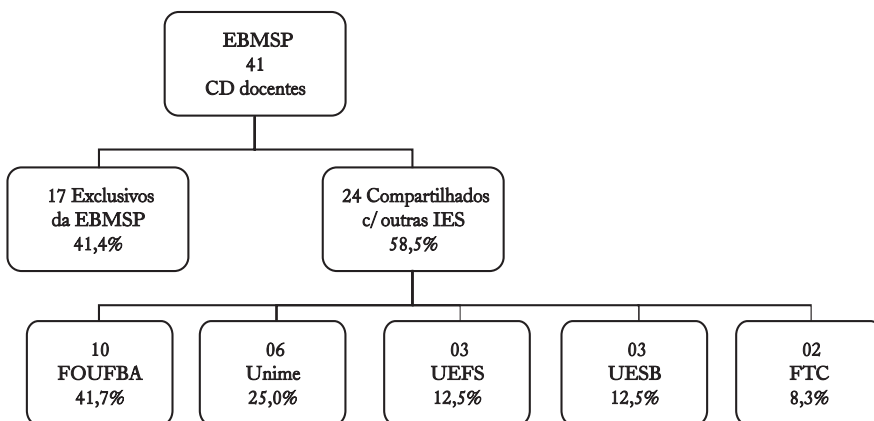 EBMSP
41
CD docentes
17 Exclusivos
da EBMSP
41,4%
24 Compartilhados
c/ outras IES
58,5%
10
FOUFBA
41,7%
06
Unime
25,0%
03
UEFS
12,5%
03
UESB
12,5%
02
FTC
8,3%